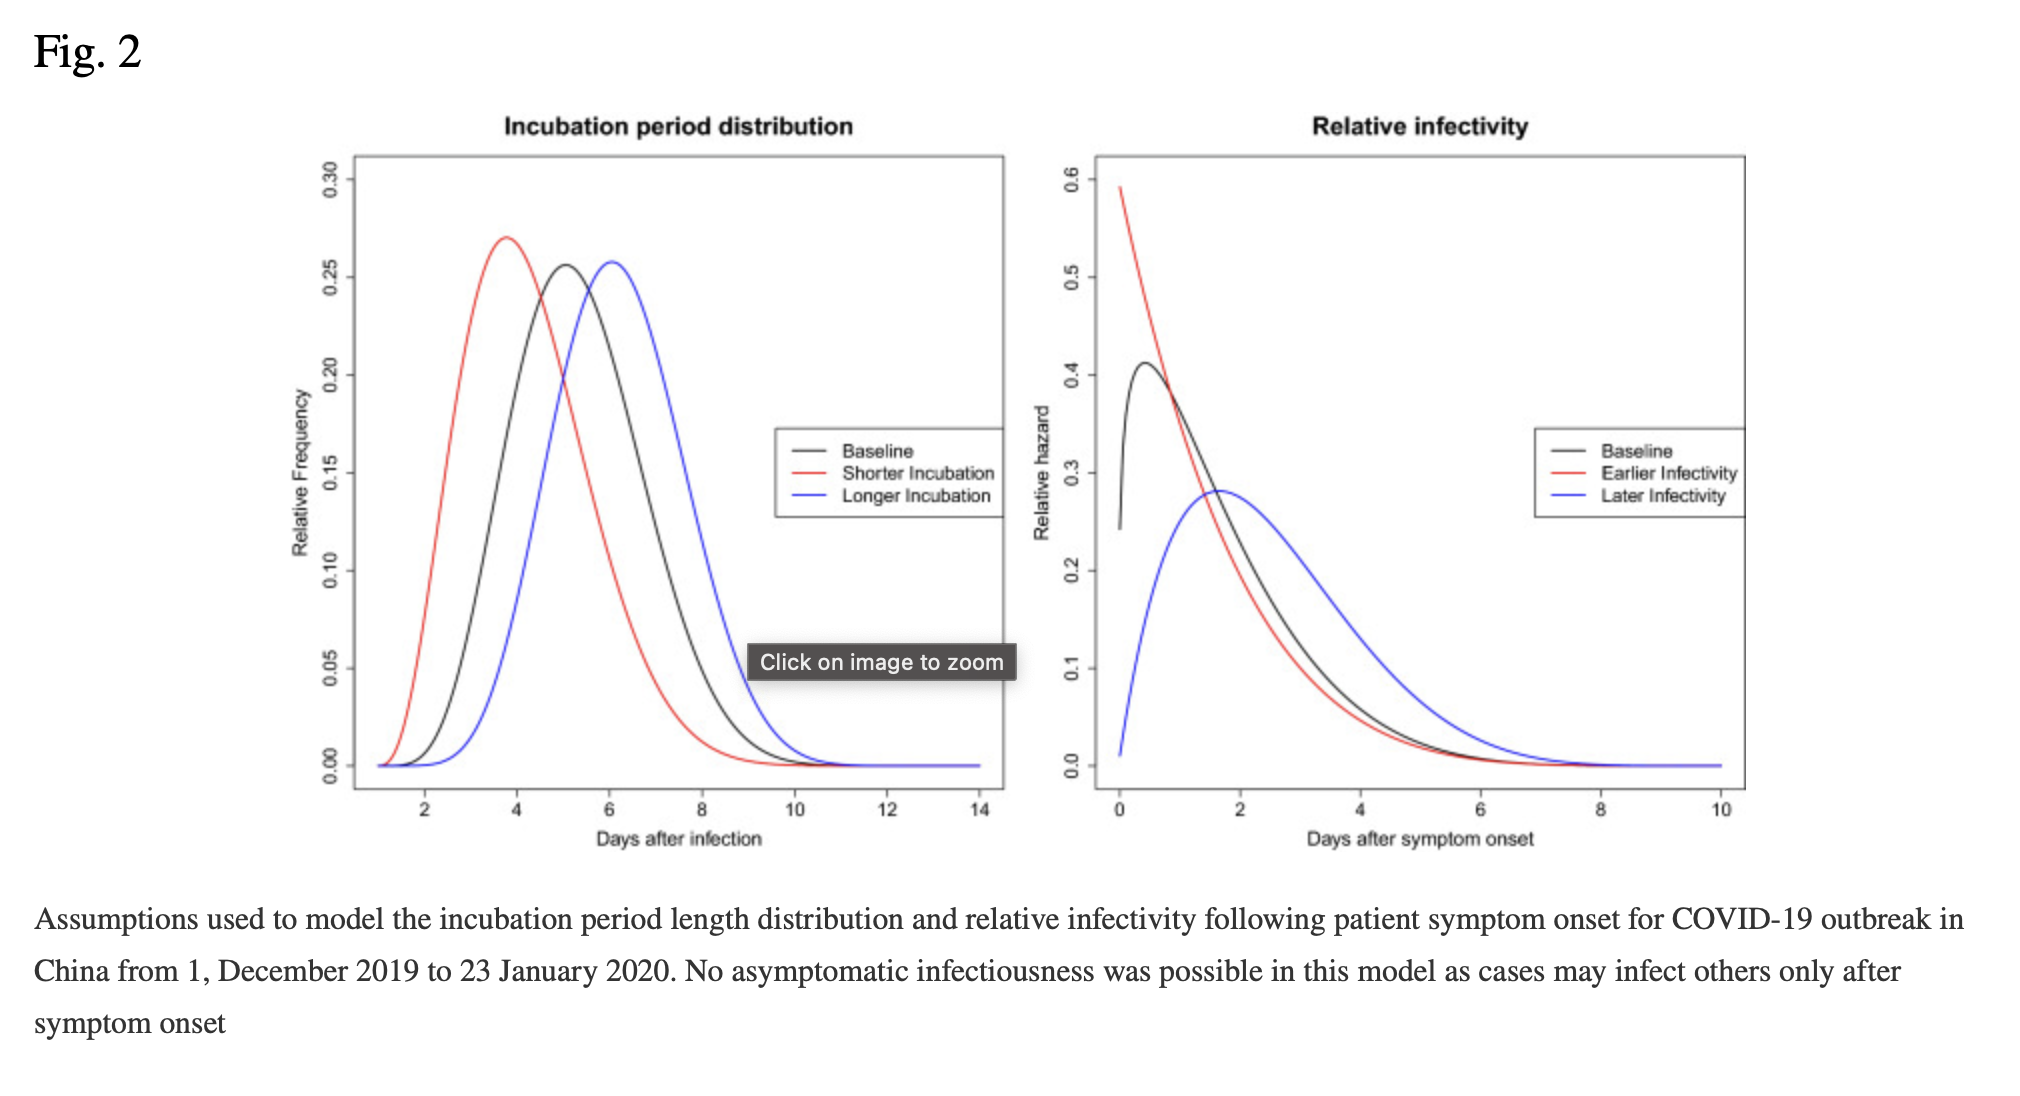 Fig. 2
Incubation period distribution
Relative Frequency
0.30
0.25
0.20
0.15
0.10
0.05
0.00
Baseline
Shorter Incubation
Longer Incubation
2 4 6 8 10 12 14
Days after infection
Relative infectivity
Relative hazard
0.6
0.5
0.4
0.3
0.2
0.1
0.0
Baseline
Earlier Infectivity
Later Infectivity
0 2 4 6 8 10
Days after symptom onset
Click on image to zoom
Assumptions used to model the incubation period length distribution and relative infectivity following patient symptom onset for COVID-19 outbreak in
China from 1, December 2019 to 23 January 2020. No asymptomatic infectiousness was possible in this model as cases may infect others only after
symptom onset